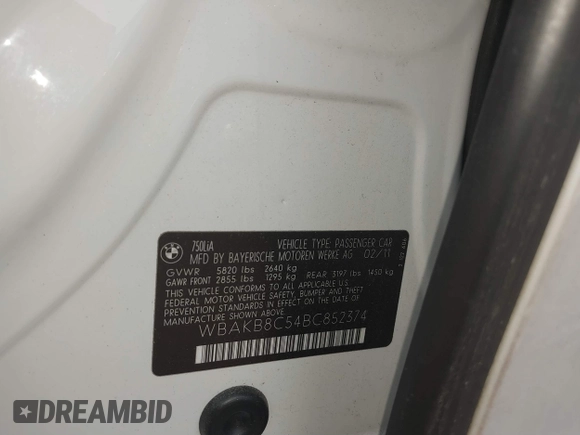 BMW
750LiA
VEHICLE TYPE: PASSENGER CAR
MFD BY BAYERISCHE MOTOREN WERKE AG 02/11
GVWR 5820 lbs 2640 kg
GAWR FRONT 2855 lbs 1295 kg REAR 3197 lbs 1450 kg
THIS VEHICLE CONFORMS TO ALL APPLICABLE
FEDERAL MOTOR VEHICLE SAFETY, BUMPER AND THEFT
PREVENTION STANDARDS IN EFFECT ON THE DATE OF
MANUFACTURE SHOWN ABOVE.
WBAKB8C54BC852374
DREAMBID